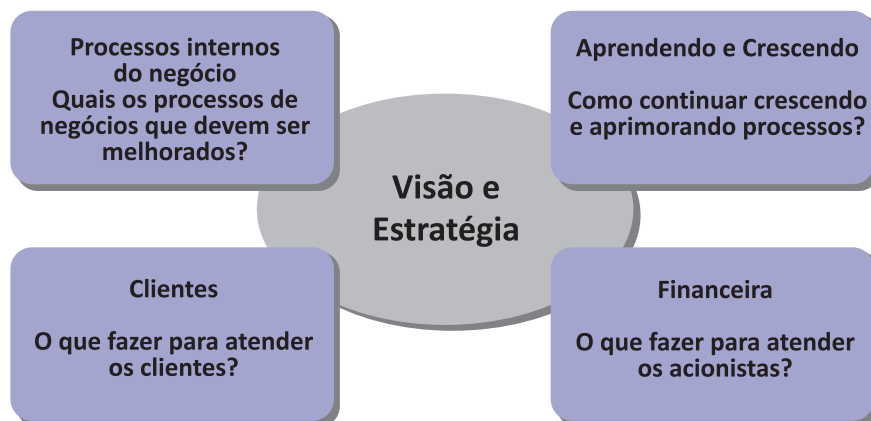 Processos internos
do negócio
Quais os processos de
negócios que devem ser
melhorados?
Aprendendo e Crescendo
Como continuar crescendo
e aprimorando processos?
Visão e
Estratégia
Clientes
O que fazer para atender
os clientes?
Financeira
O que fazer para atender
os acionistas?